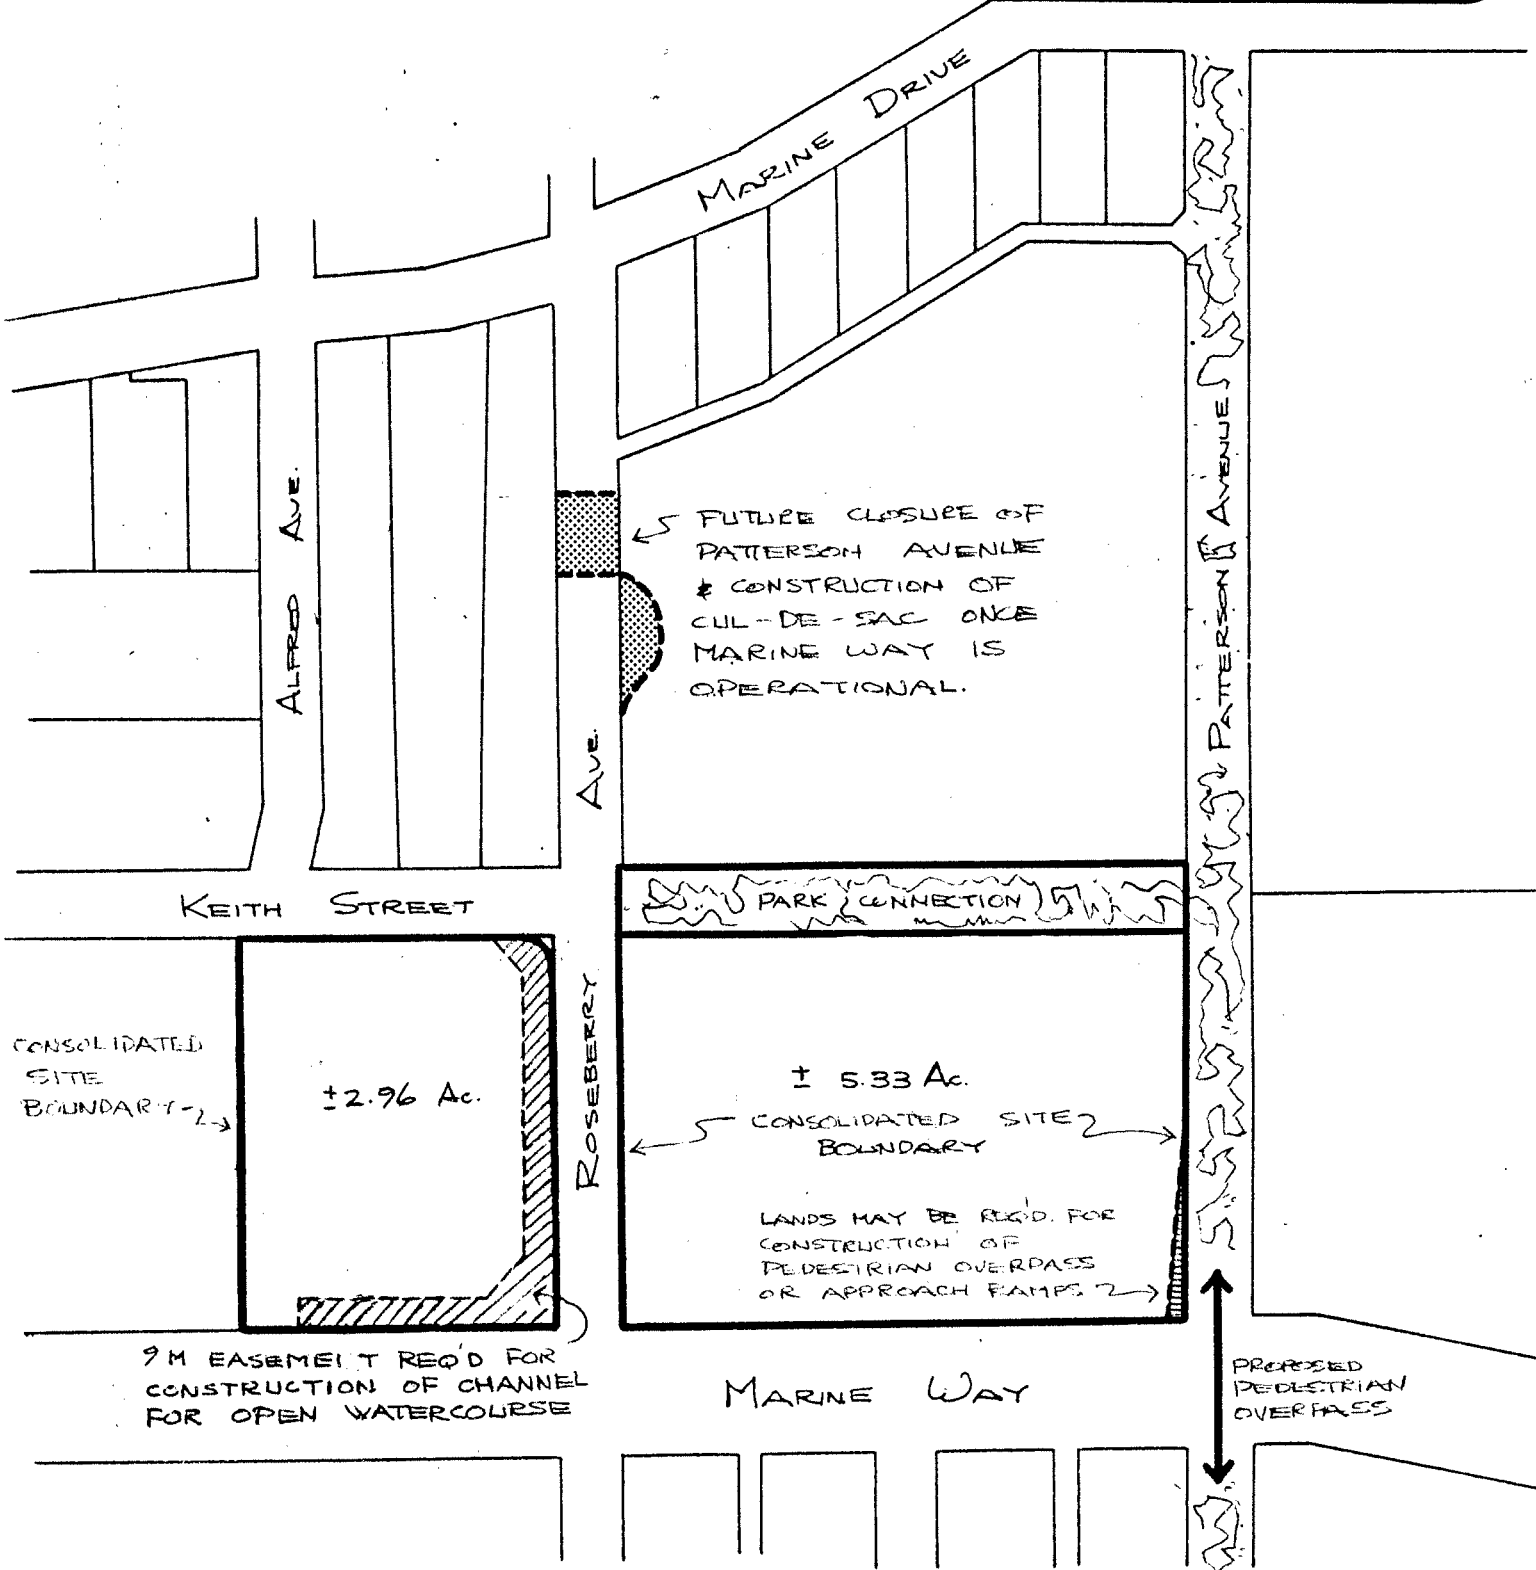 MARINE DRIVE
ALFRED AVE.
FUTURE CLOSURE OF
PATTERSON AVENUE
& CONSTRUCTION OF
CUL-DE-SAC ONCE
MARINE WAY IS
OPERATIONAL.
PATTERSON AVENUE
ROSEBERRY AVE.
KEITH STREET
PARK CONNECTION
CONSOLIDATED
SITE
BOUNDARY
±2.96 Ac.
± 5.33 Ac.
CONSOLIDATED SITE
BOUNDARY
LANDS MAY BE REQ'D. FOR
CONSTRUCTION OF
PEDESTRIAN OVERPASS
OR APPROACH RAMPS
9 M EASEMENT REQ'D FOR
CONSTRUCTION OF CHANNEL
FOR OPEN WATERCOURSE
MARINE WAY
PROPOSED
PEDESTRIAN
OVERPASS